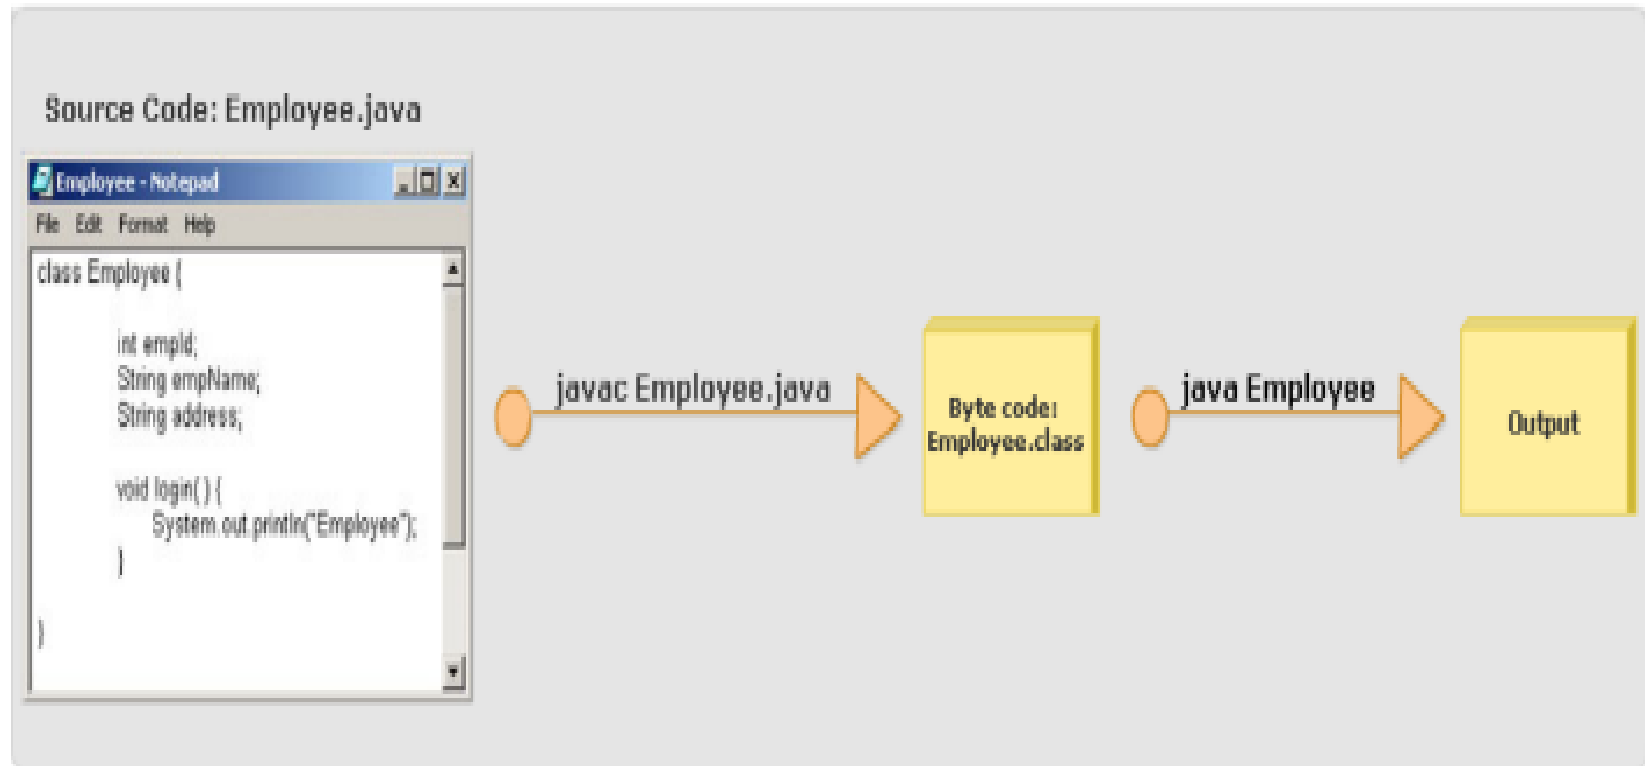 Source Code: Employee.java
Employee - Notepad
File Edit Format Help
class Employee {
int empId;
String empName;
String address;
void login( ) {
System.out.println("Employee");
}
}
javac Employee.java
Byte code:
Employee.class
java Employee
Output